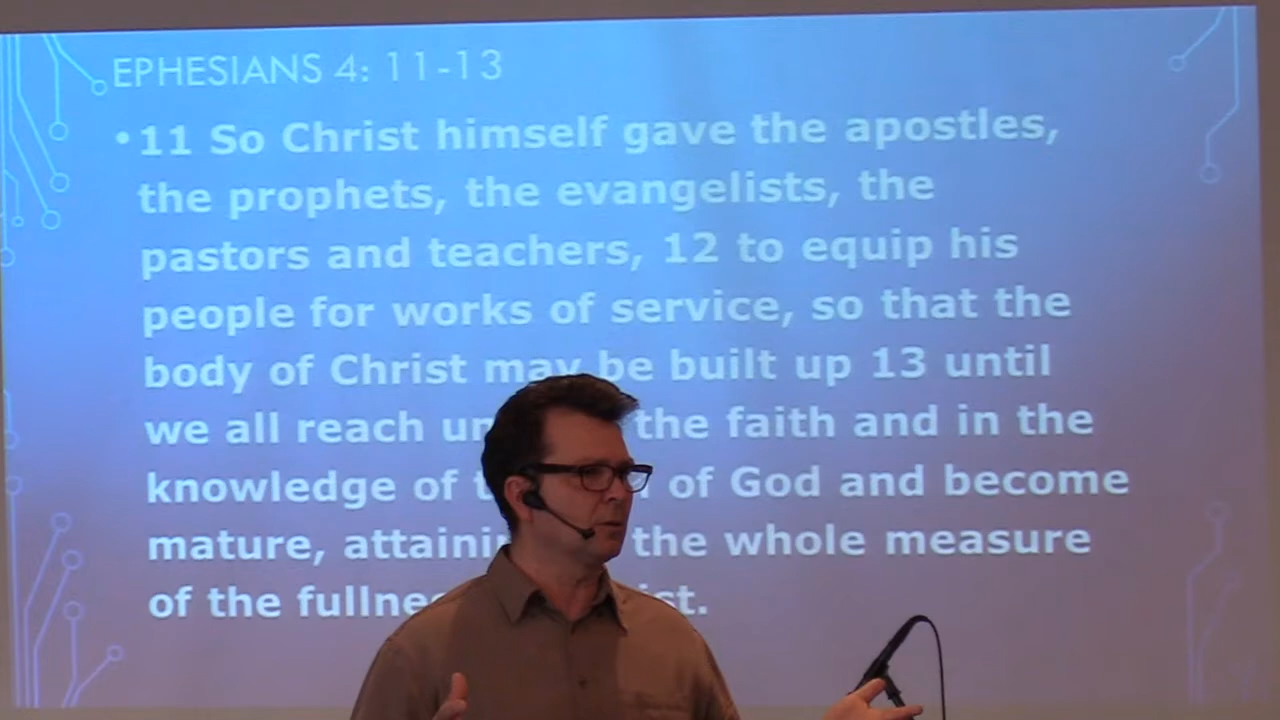 EPHESIANS 4: 11-13
• 11 So Christ himself gave the apostles,
the prophets, the evangelists, the
pastors and teachers, 12 to equip his
people for works of service, so that the
body of Christ may be built up 13 until
we all reach the faith and in the
knowledge of of God and become
mature, the whole measure
of the